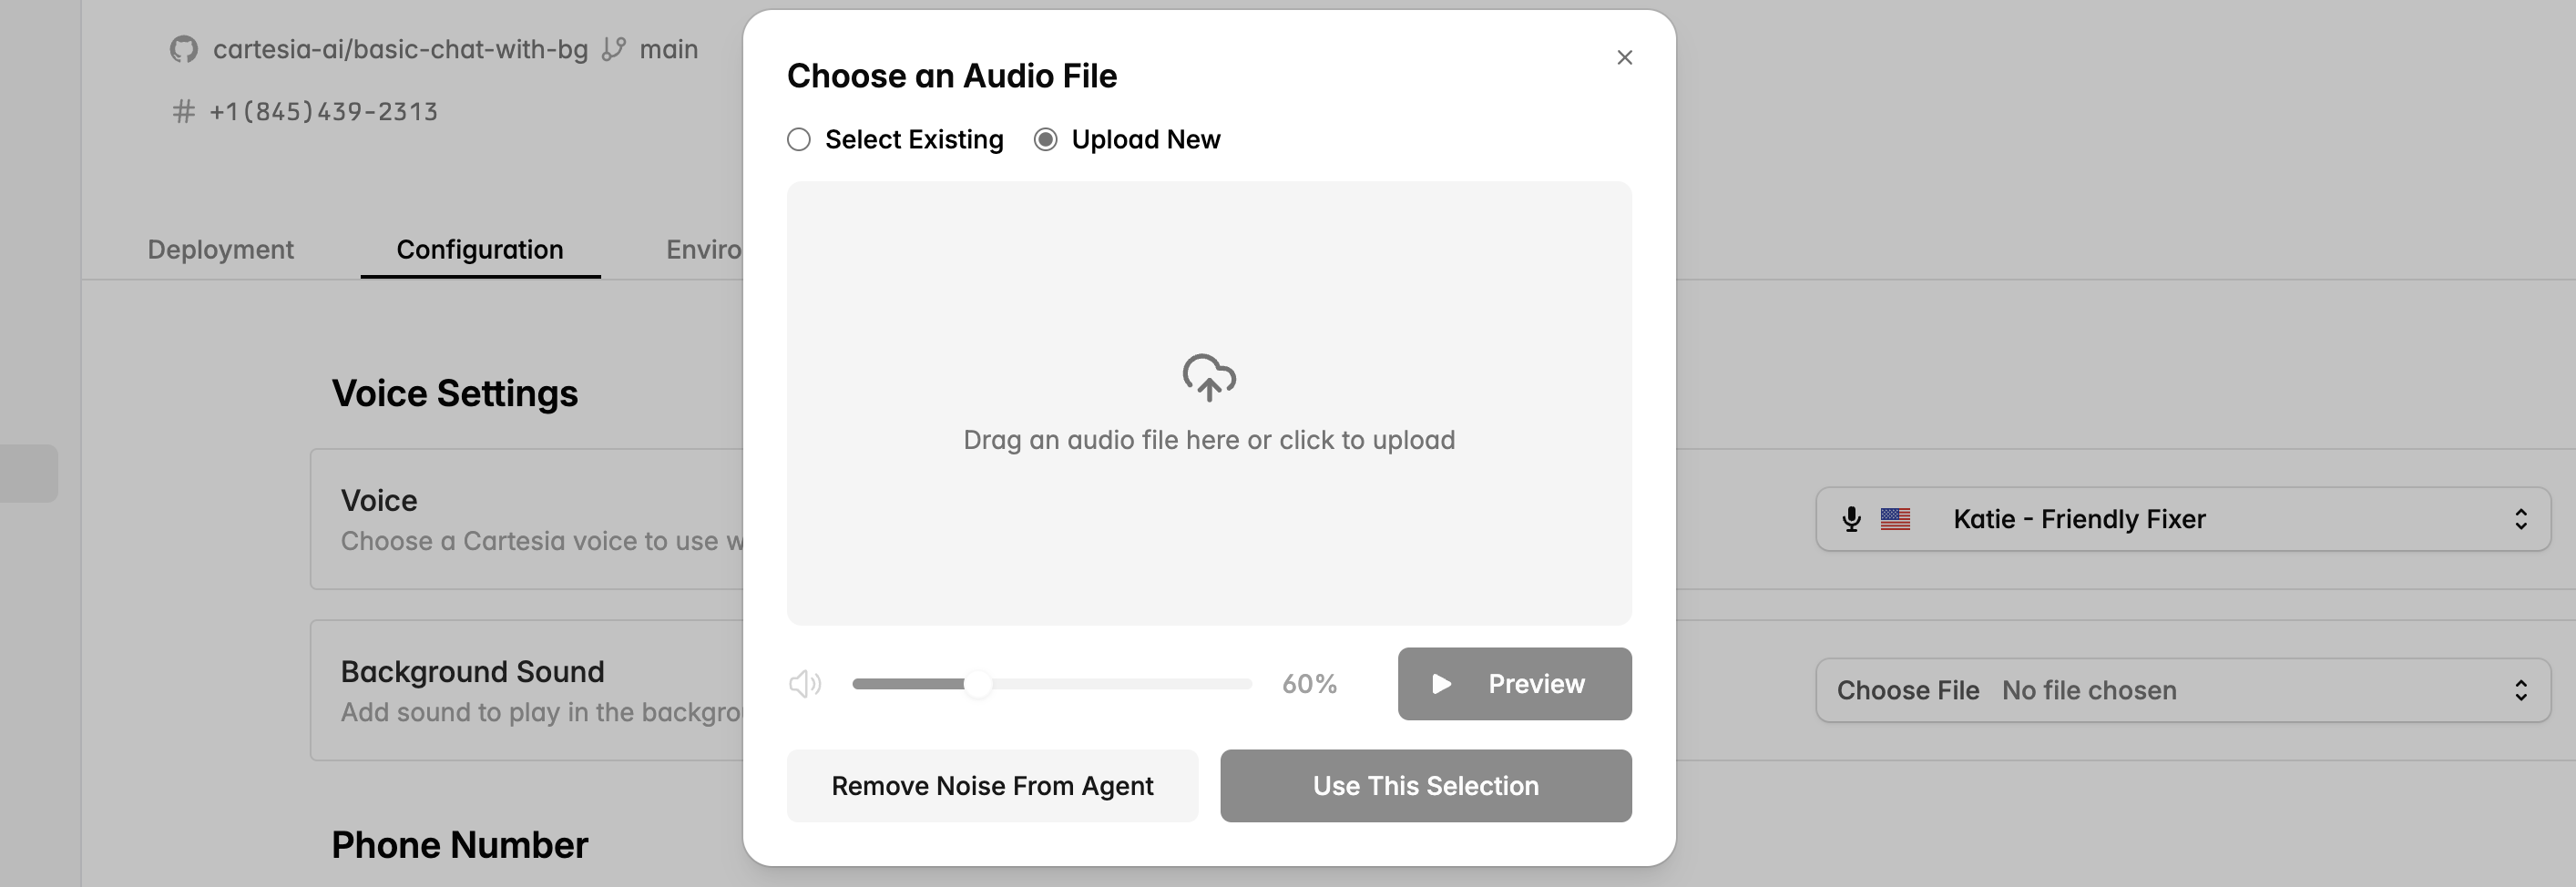 cartesia-ai/basic-chat-with-bg main
# +1(845)439-2313
Deployment Configuration Enviro
Voice Settings
Voice
Choose a Cartesia voice to use w
Katie - Friendly Fixer
Background Sound
Add sound to play in the backgro
Choose File No file chosen
Phone Number
Choose an Audio File
Select Existing Upload New
Drag an audio file here or click to upload
60% Preview
Remove Noise From Agent Use This Selection